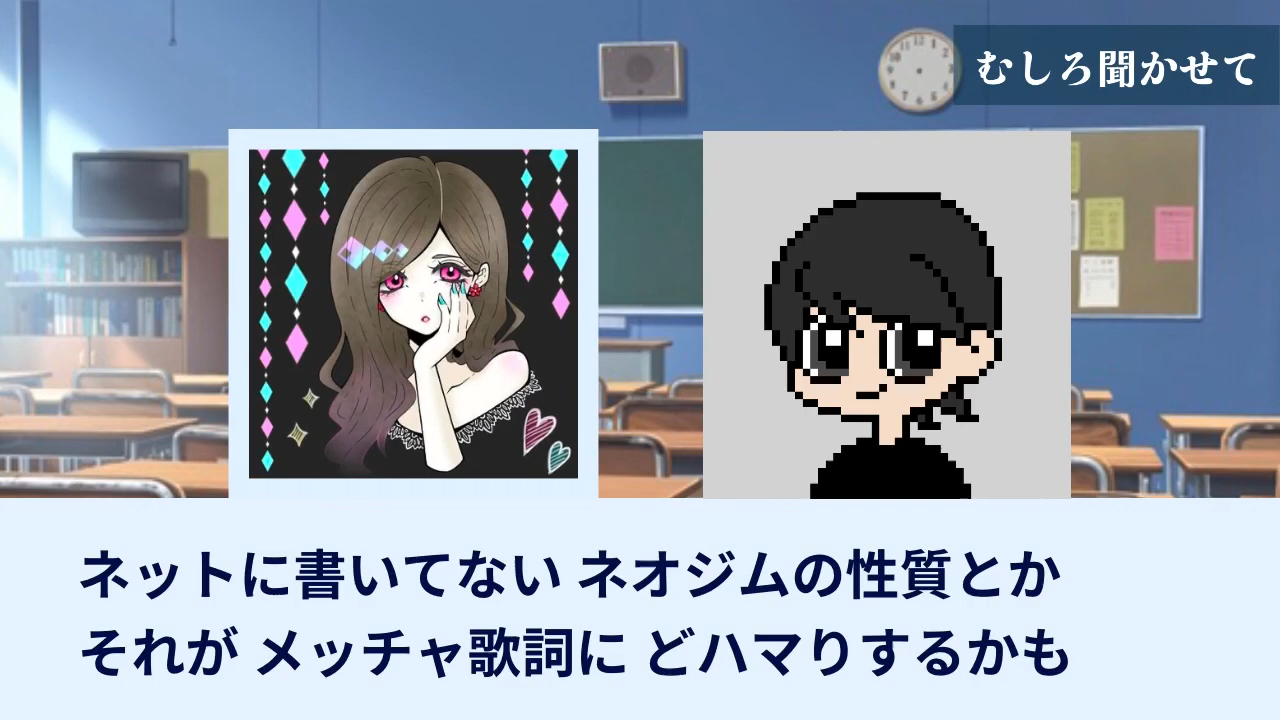 むしろ聞かせて
ネットに書いてない ネオジムの性質とか
それが メッチャ歌詞に どハマりするかも